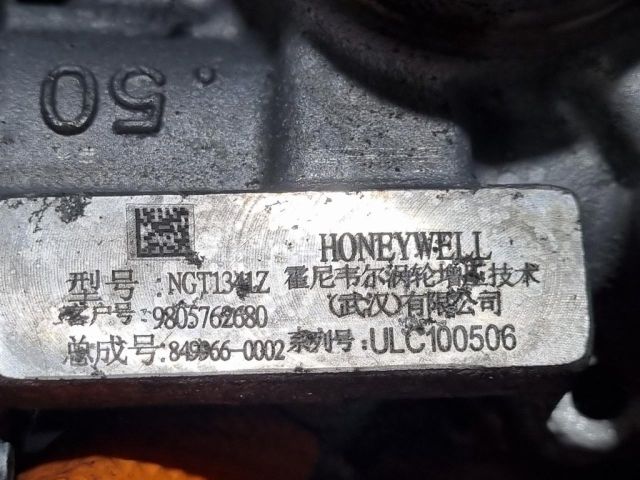 .50
HONEYWELL
型号: NGT1341Z 霍尼韦尔涡轮增压技术
客户号: 9805762680 (武汉)有限公司
总成号: 849966-0002 系列号: ULC100506